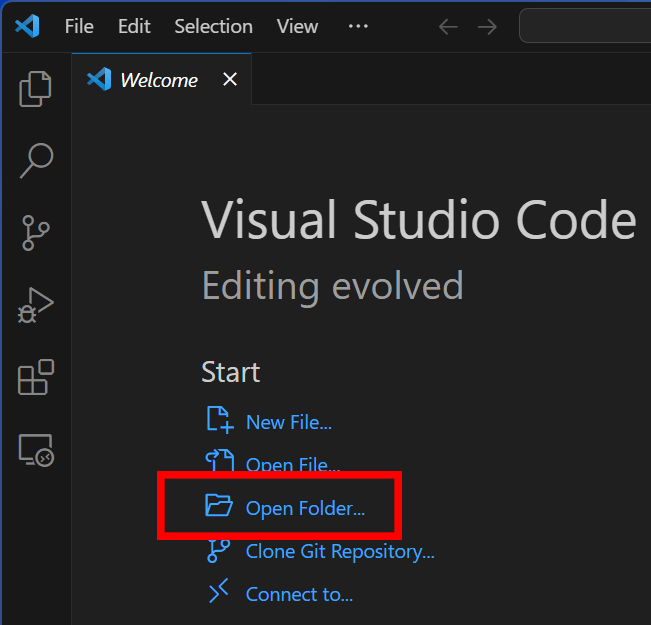 File Edit Selection View ...
Welcome
Visual Studio Code
Editing evolved
Start
New File...
Open File...
Open Folder...
Clone Git Repository...
Connect to...